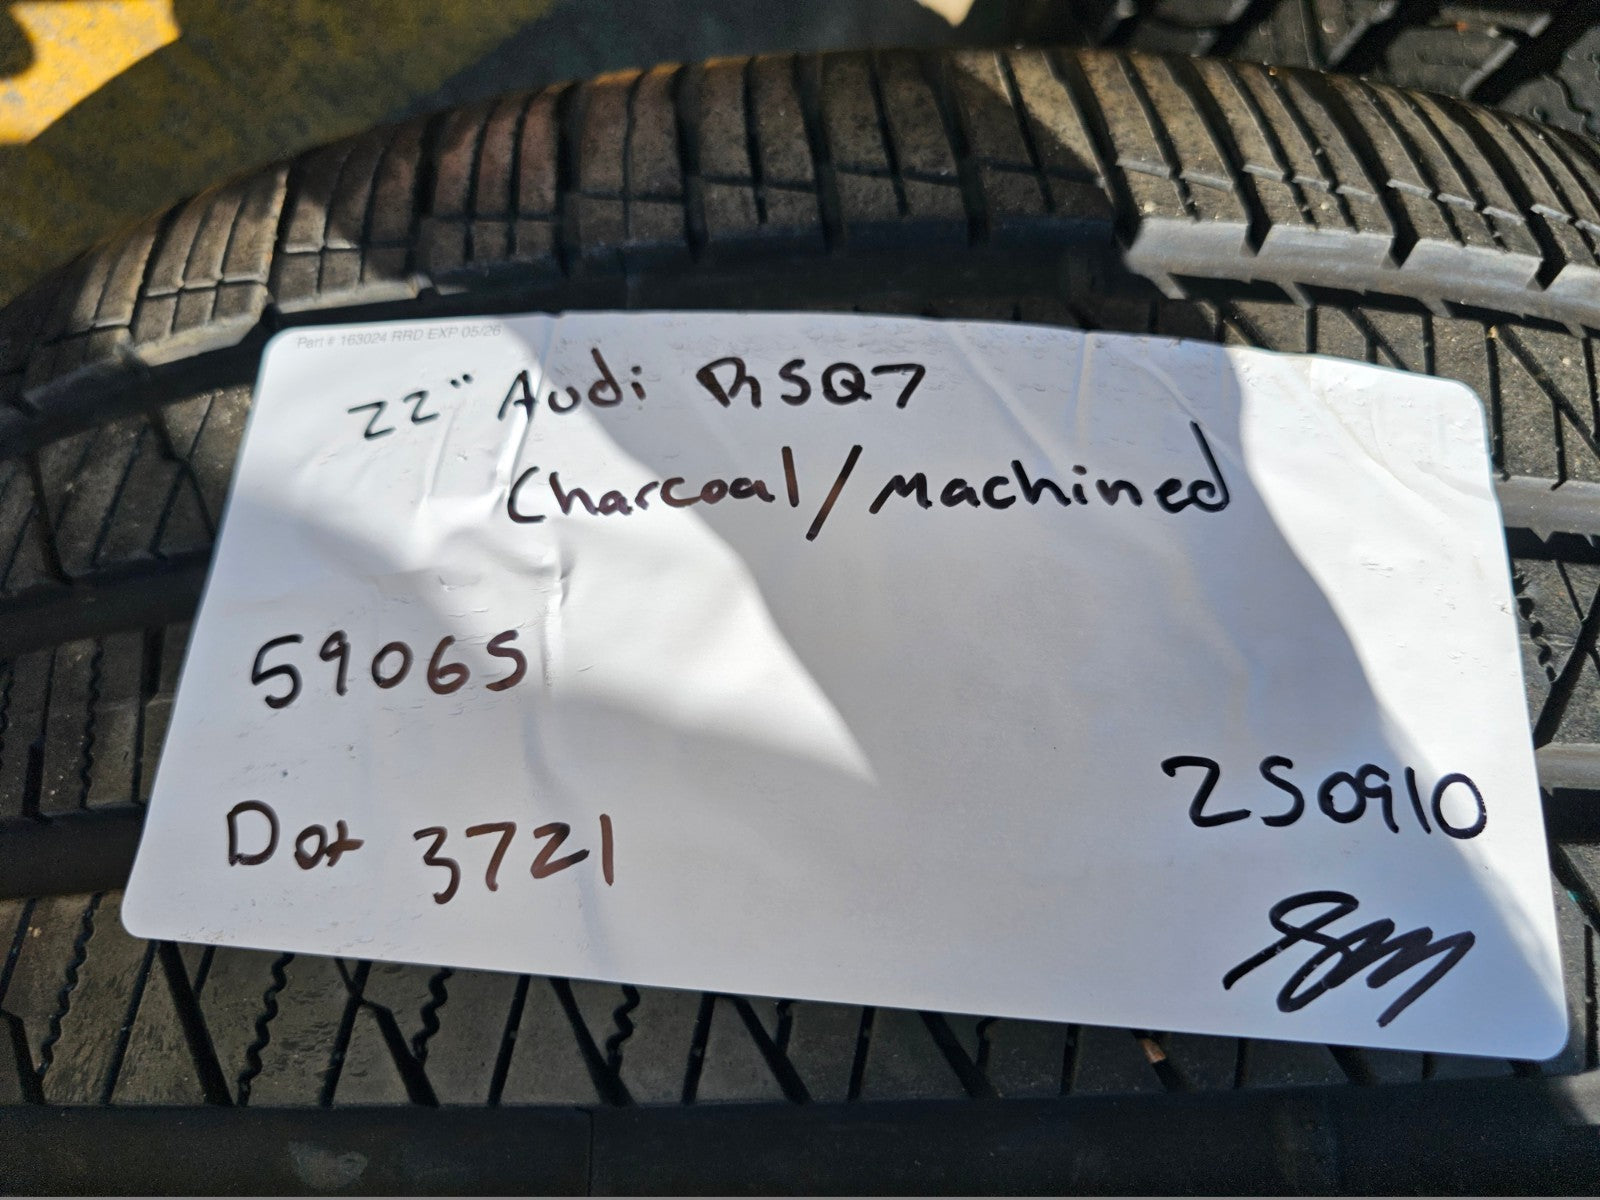 Part # 163024 RRD EXP 05/26
22" Audi RSQ7
Charcoal/Machined
59065
Dot 3721
250910